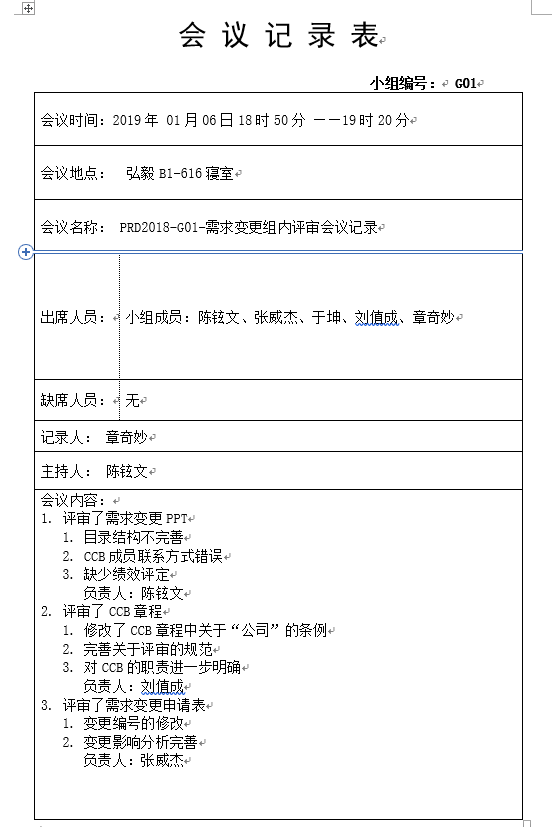 会 议 记 录 表
小组编号： G01
会议时间：2019 年 01 月 06 日 18 时 50 分 －－19 时 20 分
会议地点： 弘毅 B1-616 寝室
会议名称： PRD2018-G01-需求变更组内评审会议记录
出席人员： 小组成员：陈铉文、张威杰、于坤、刘值成、章奇妙
缺席人员： 无
记录人： 章奇妙
主持人： 陈铉文
会议内容：
1. 评审了需求变更 PPT
1. 目录结构不完善
2. CCB 成员联系方式错误
3. 缺少绩效评定
负责人：陈铉文
2. 评审了 CCB 章程
1. 修改了 CCB 章程中关于“公司”的条例
2. 完善关于评审的规范
3. 对 CCB 的职责进一步明确
负责人：刘值成
3. 评审了需求变更申请表
1. 变更编号的修改
2. 变更影响分析完善
负责人：张威杰